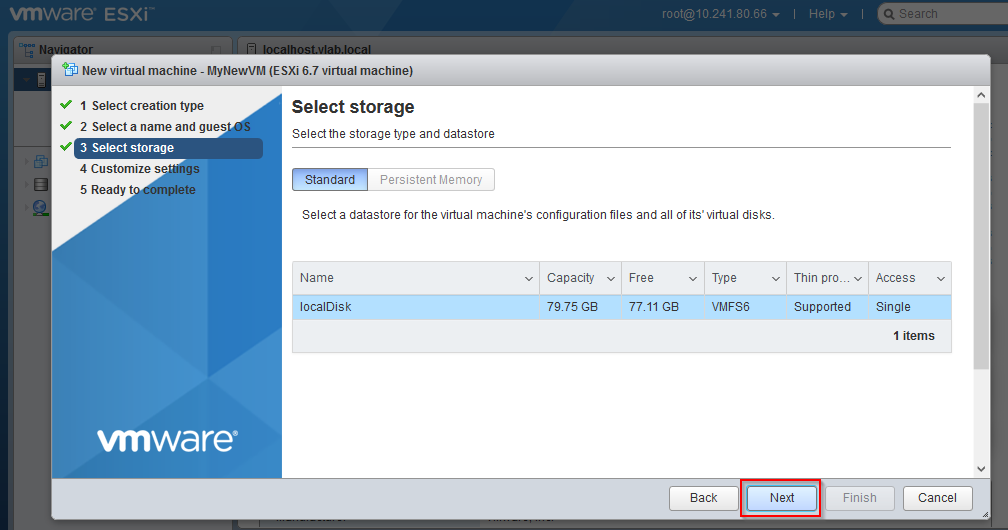 vmware ESXi™
root@10.241.80.66 | Help | Search
Navigator
localhost.vlab.local
New virtual machine - MyNewVM (ESXi 6.7 virtual machine)
1 Select creation type
2 Select a name and guest OS
3 Select storage
4 Customize settings
5 Ready to complete
vmware®
Select storage
Select the storage type and datastore
Standard Persistent Memory
Select a datastore for the virtual machine's configuration files and all of its' virtual disks.
Name Capacity Free Type Thin pro... Access
localDisk 79.75 GB 77.11 GB VMFS6 Supported Single
1 items
Back Next Finish Cancel